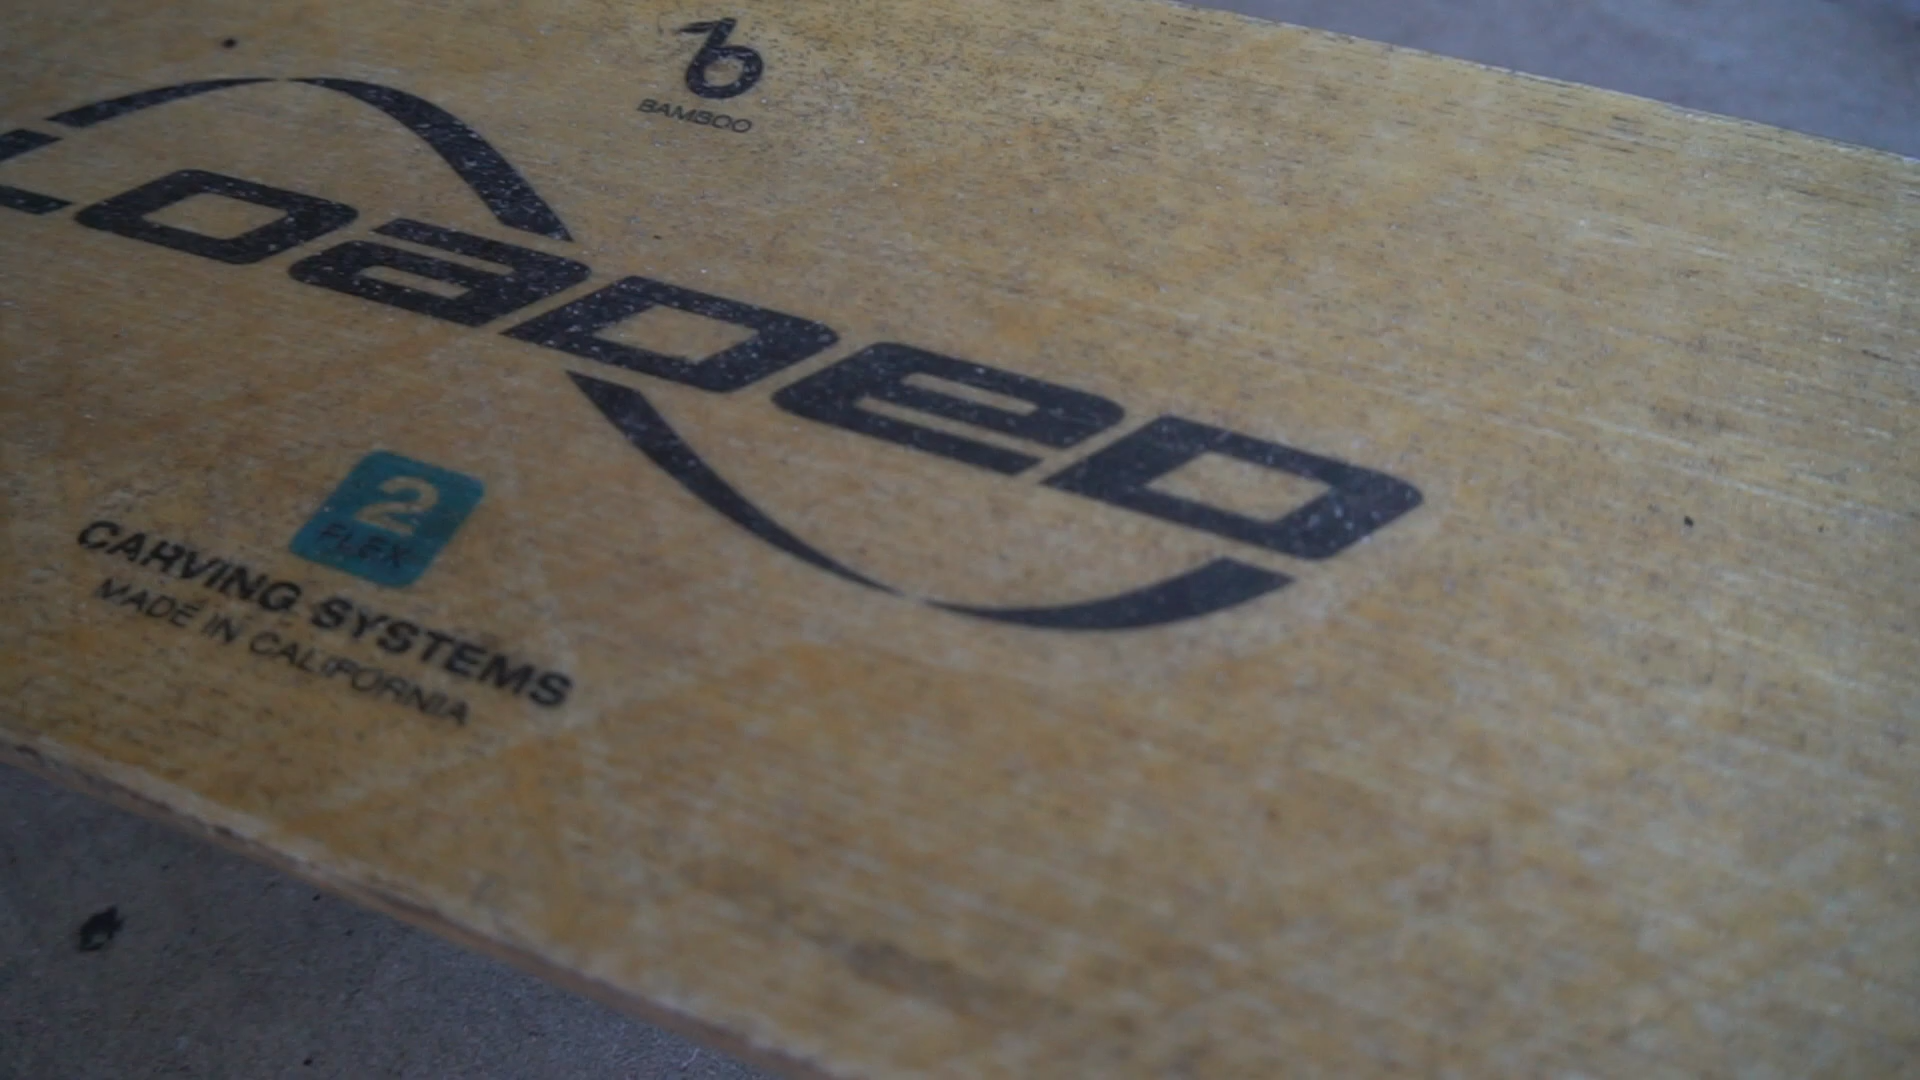 BAMBOO
LOADED
2
FLEX
CARVING SYSTEMS
MADE IN CALIFORNIA